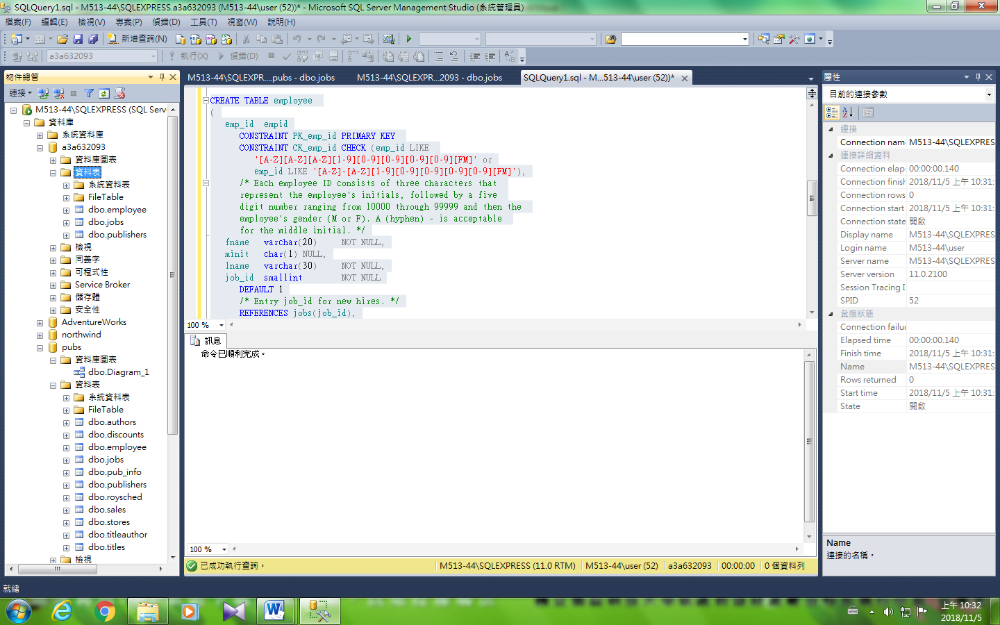 SQLQuery1.sql - M513-44\SQLEXPRESS.a3a632093 (M513-44\user (52))* - Microsoft SQL Server Management Studio (系統管理員)
檔案(F) 編輯(E) 檢視(V) 專案(P) 偵錯(D) 工具(T) 視窗(W) 說明(H)
新增查詢(N)
a3a632093 執行(X) 偵錯(D)
物件總管
連接
M513-44\SQLEXPRESS (SQL Serv
資料庫
系統資料庫
a3a632093
資料庫圖表
資料表
系統資料表
FileTable
dbo.employee
dbo.jobs
dbo.publishers
檢視
同義字
可程式性
Service Broker
儲存體
安全性
AdventureWorks
northwind
pubs
資料庫圖表
dbo.Diagram_1
資料表
系統資料表
FileTable
dbo.authors
dbo.discounts
dbo.employee
dbo.jobs
dbo.pub_info
dbo.publishers
dbo.roysched
dbo.sales
dbo.stores
dbo.titleauthor
dbo.titles
檢視
M513-44\SQLEXPR....pubs - dbo.jobs M513-44\SQLEXPR...2093 - dbo.jobs SQLQuery1.sql - M...513-44\user (52))*
CREATE TABLE employee
(
emp_id empid
CONSTRAINT PK_emp_id PRIMARY KEY
CONSTRAINT CK_emp_id CHECK (emp_id LIKE
'[A-Z][A-Z][A-Z][1-9][0-9][0-9][0-9][0-9][FM]' or
emp_id LIKE '[A-Z]-[A-Z][1-9][0-9][0-9][0-9][0-9][FM]'),
/* Each employee ID consists of three characters that
represent the employee's initials, followed by a five
digit number ranging from 10000 through 99999 and then the
employee's gender (M or F). A (hyphen) - is acceptable
for the middle initial. */
fname varchar(20) NOT NULL,
minit char(1) NULL,
lname varchar(30) NOT NULL,
job_id smallint NOT NULL
DEFAULT 1
/* Entry job_id for new hires. */
REFERENCES jobs(job_id),
100 %
訊息
命令已順利完成。
100 %
已成功執行查詢。 M513-44\SQLEXPRESS (11.0 RTM) M513-44\user (52) a3a632093 00:00:00 0 個資料列
屬性
目前的連接參數
連接
Connection nam M513-44\SQLEXPRES
連接詳細資料
Connection elap 00:00:00.140
Connection finish 2018/11/5 上午 10:31:
Connection rows 0
Connection start 2018/11/5 上午 10:31:
Connection state 開啟
Display name M513-44\SQLEXPRES
Login name M513-44\user
Server name M513-44\SQLEXPRES
Server version 11.0.2100
Session Tracing I
SPID 52
彙總狀態
Connection failur
Elapsed time 00:00:00.140
Finish time 2018/11/5 上午 10:31:
Name M513-44\SQLEXPRES
Rows returned 0
Start time 2018/11/5 上午 10:31:
State 開啟
Name
連接的名稱。
就緒
上午 10:32
2018/11/5